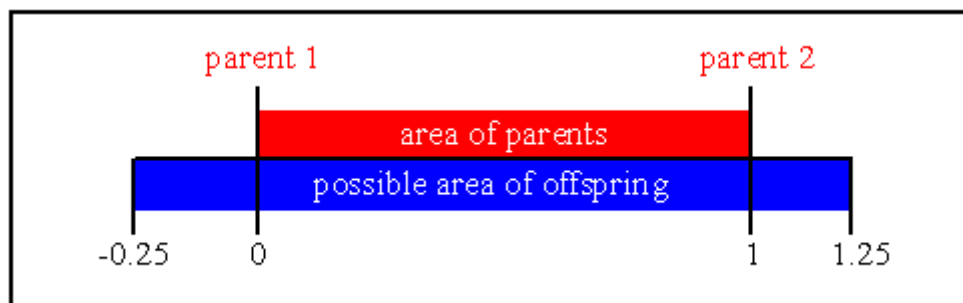 parent 1 parent 2
area of parents
possible area of offspring
-0.25 0 1 1.25